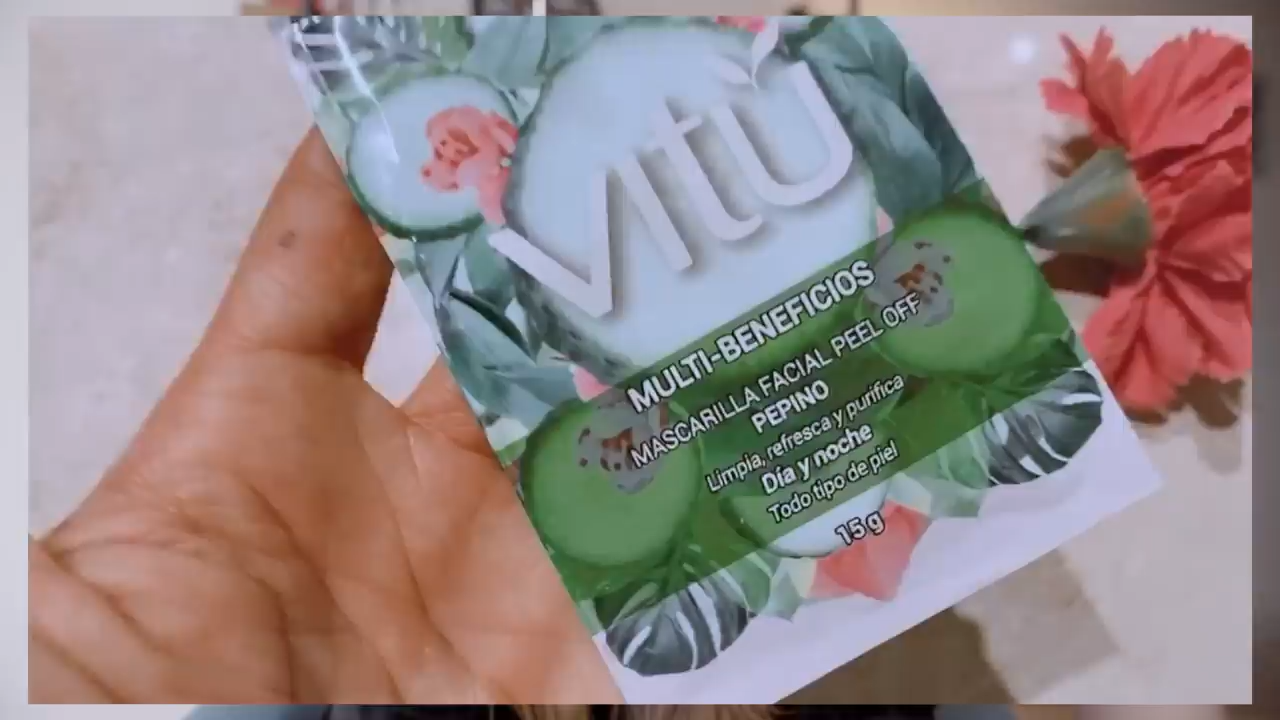 vitú
MULTI-BENEFICIOS
MASCARILLA FACIAL PEEL OFF
PEPINO
Limpia, refresca y purifica
Día y noche
Todo tipo de piel
15 g